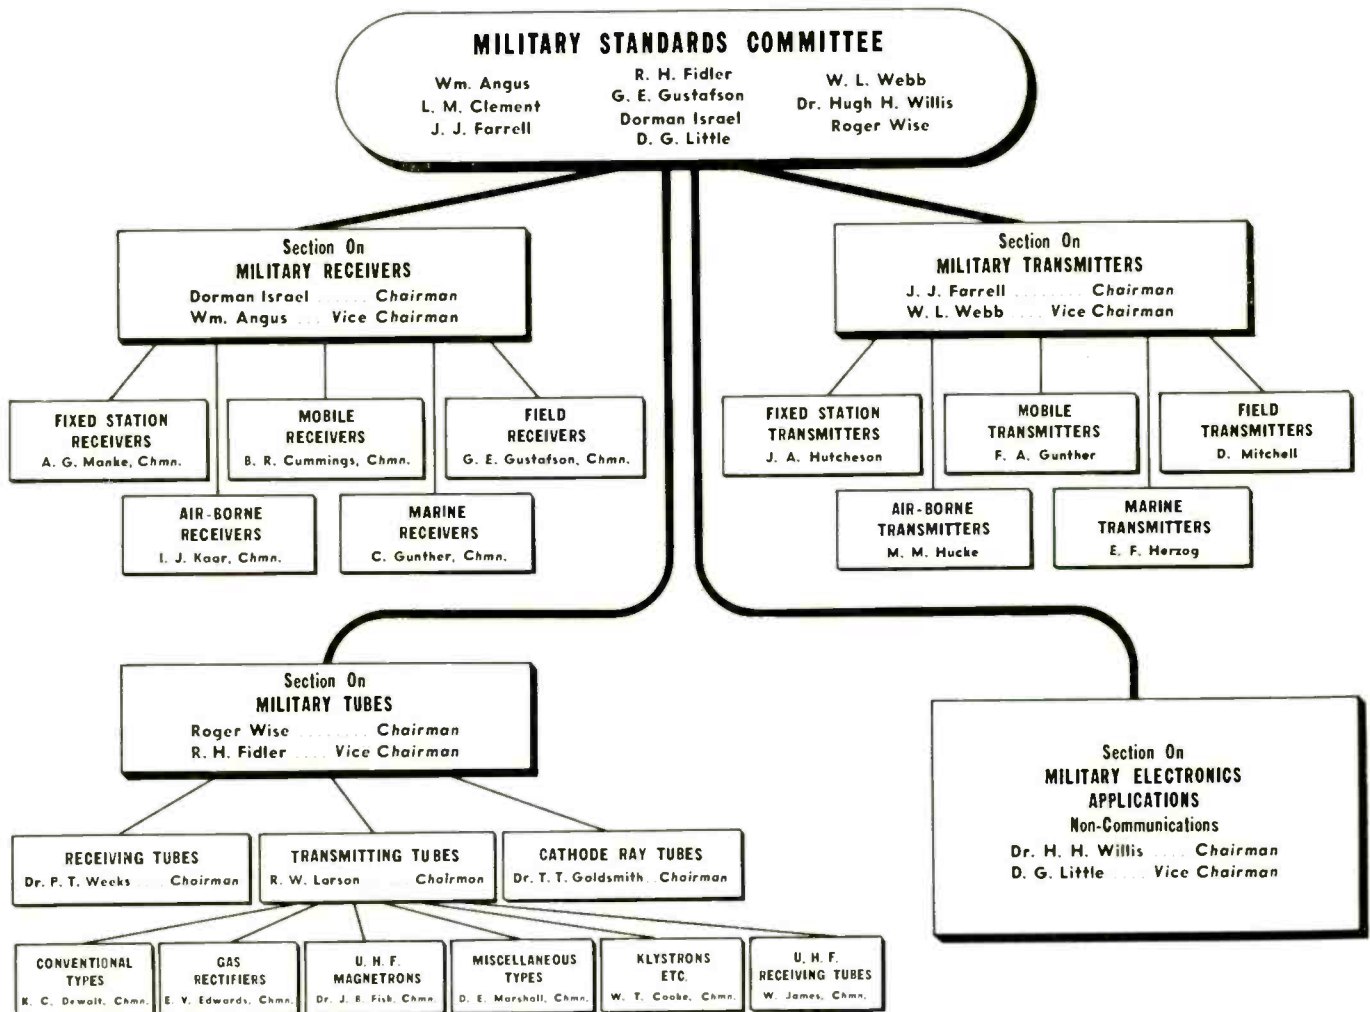 MILITARY STANDARDS COMMITTEE
Wm. Angus
L. M. Clement
J. J. Farrell
R. H. Fidler
G. E. Gustafson
Dorman Israel
D. G. Little
W. L. Webb
Dr. Hugh H. Willis
Roger Wise
Section On
MILITARY RECEIVERS
Dorman Israel ...... Chairman
Wm. Angus ... Vice Chairman
Section On
MILITARY TRANSMITTERS
J. J. Farrell ........ Chairman
W. L. Webb .... Vice Chairman
FIXED STATION
RECEIVERS
A. G. Manke, Chmn.
MOBILE
RECEIVERS
B. R. Cummings, Chmn.
FIELD
RECEIVERS
G. E. Gustafson, Chmn.
AIR-BORNE
RECEIVERS
I. J. Kaar, Chmn.
MARINE
RECEIVERS
C. Gunther, Chmn.
FIXED STATION
TRANSMITTERS
J. A. Hutcheson
MOBILE
TRANSMITTERS
F. A. Gunther
FIELD
TRANSMITTERS
D. Mitchell
AIR-BORNE
TRANSMITTERS
M. M. Hucke
MARINE
TRANSMITTERS
E. F. Herzog
Section On
MILITARY TUBES
Roger Wise ........ Chairman
R. H. Fidler .... Vice Chairman
RECEIVING TUBES
Dr. P. T. Weeks .... Chairman
TRANSMITTING TUBES
R. W. Larson .... Chairman
CATHODE RAY TUBES
Dr. T. T. Goldsmith .. Chairman
CONVENTIONAL
TYPES
K. C. Dewalt, Chmn.
GAS
RECTIFIERS
E. V. Edwards, Chmn.
U. H. F.
MAGNETRONS
Dr. J. B. Fisk, Chmn.
MISCELLANEOUS
TYPES
D. E. Marshall, Chmn.
KLYSTRONS
ETC.
W. T. Cooke, Chmn.
U. H. F.
RECEIVING TUBES
W. James, Chmn.
Section On
MILITARY ELECTRONICS
APPLICATIONS
Non-Communications
Dr. H. H. Willis .... Chairman
D. G. Little .... Vice Chairman